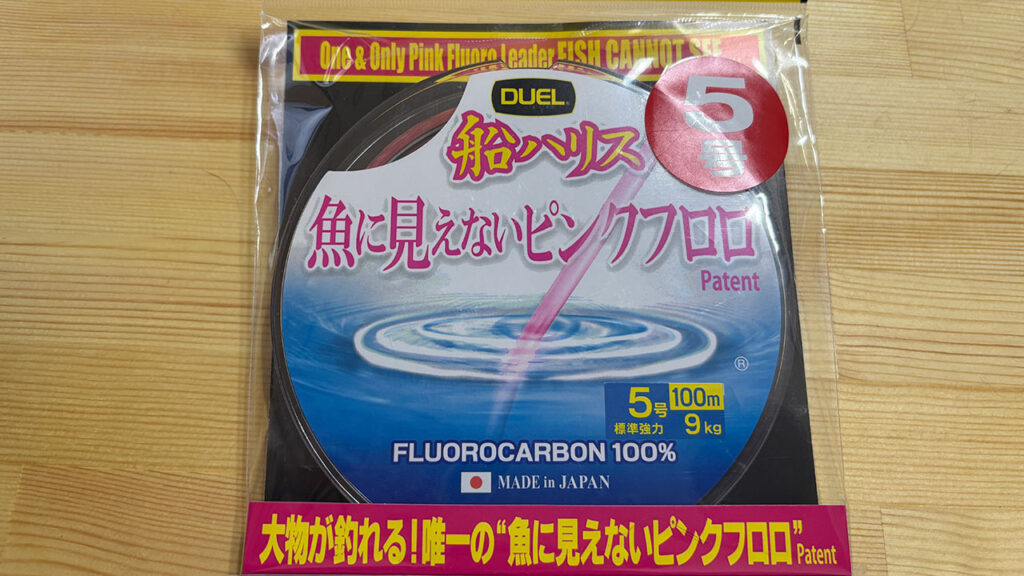 One & Only Pink Fluoro Leader FISH CANNOT SEE
DUEL
5号
船ハリス
魚に見えないピンクフロロ
Patent
®
5号 100m
標準強力 9kg
FLUOROCARBON 100%
MADE in JAPAN
大物が釣れる!唯一の“魚に見えないピンクフロロ”Patent